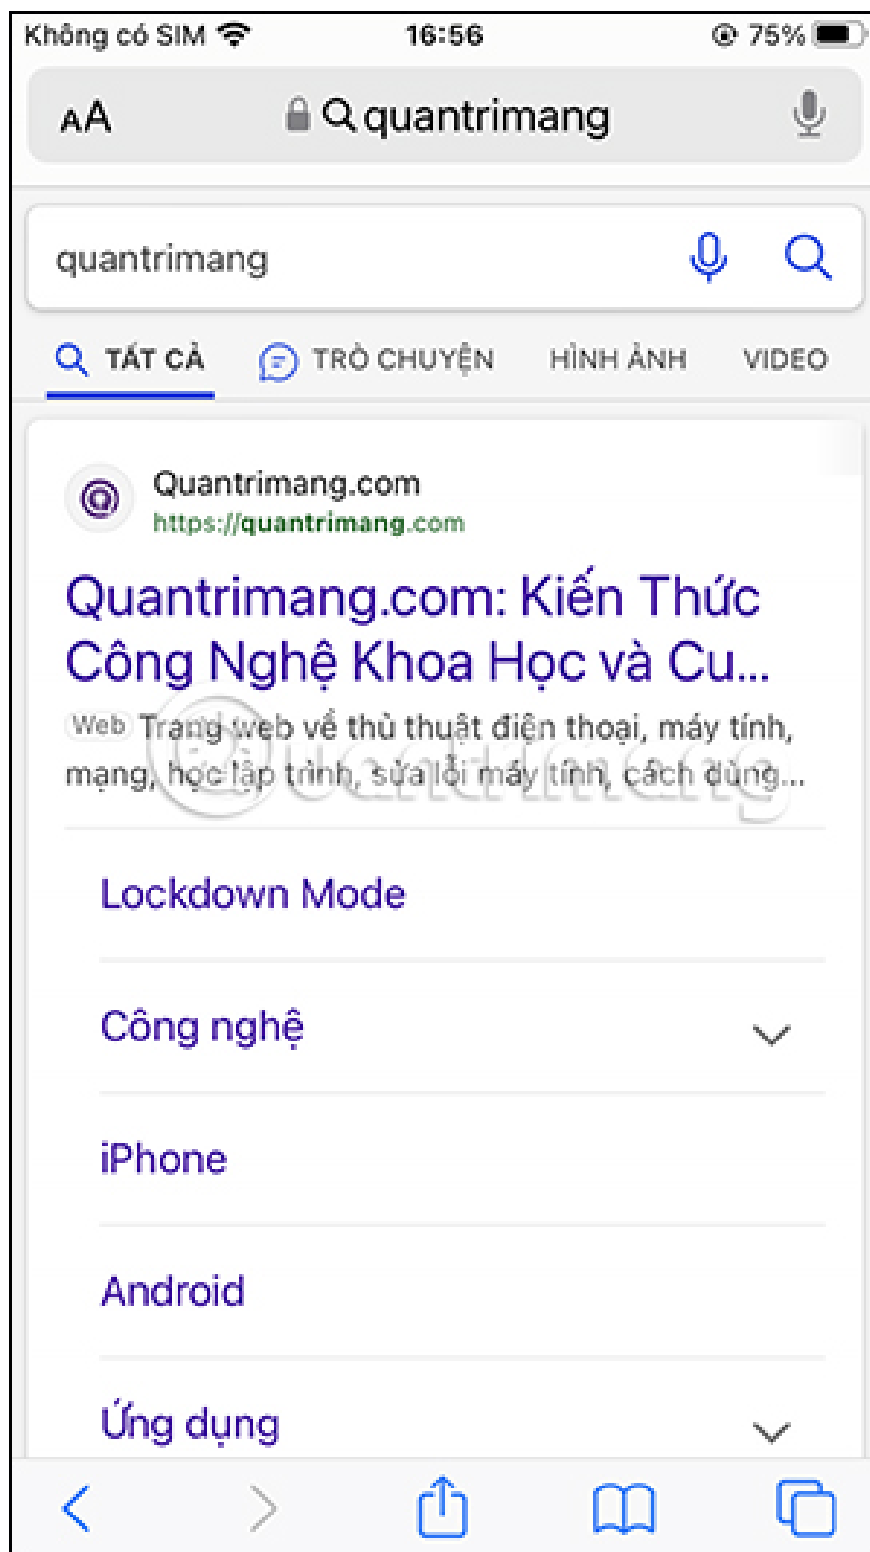 Không có SIM 16:56 75%
AA quantrimang
quantrimang
TẤT CẢ TRÒ CHUYỆN HÌNH ẢNH VIDEO
Quantrimang.com
https://quantrimang.com
Quantrimang.com: Kiến Thức
Công Nghệ Khoa Học và Cu...
Web Trang web về thủ thuật điện thoại, máy tính,
mạng, học lập trình, sửa lỗi máy tính, cách dùng...
Quantrimang
Lockdown Mode
Công nghệ
iPhone
Android
Ứng dụng